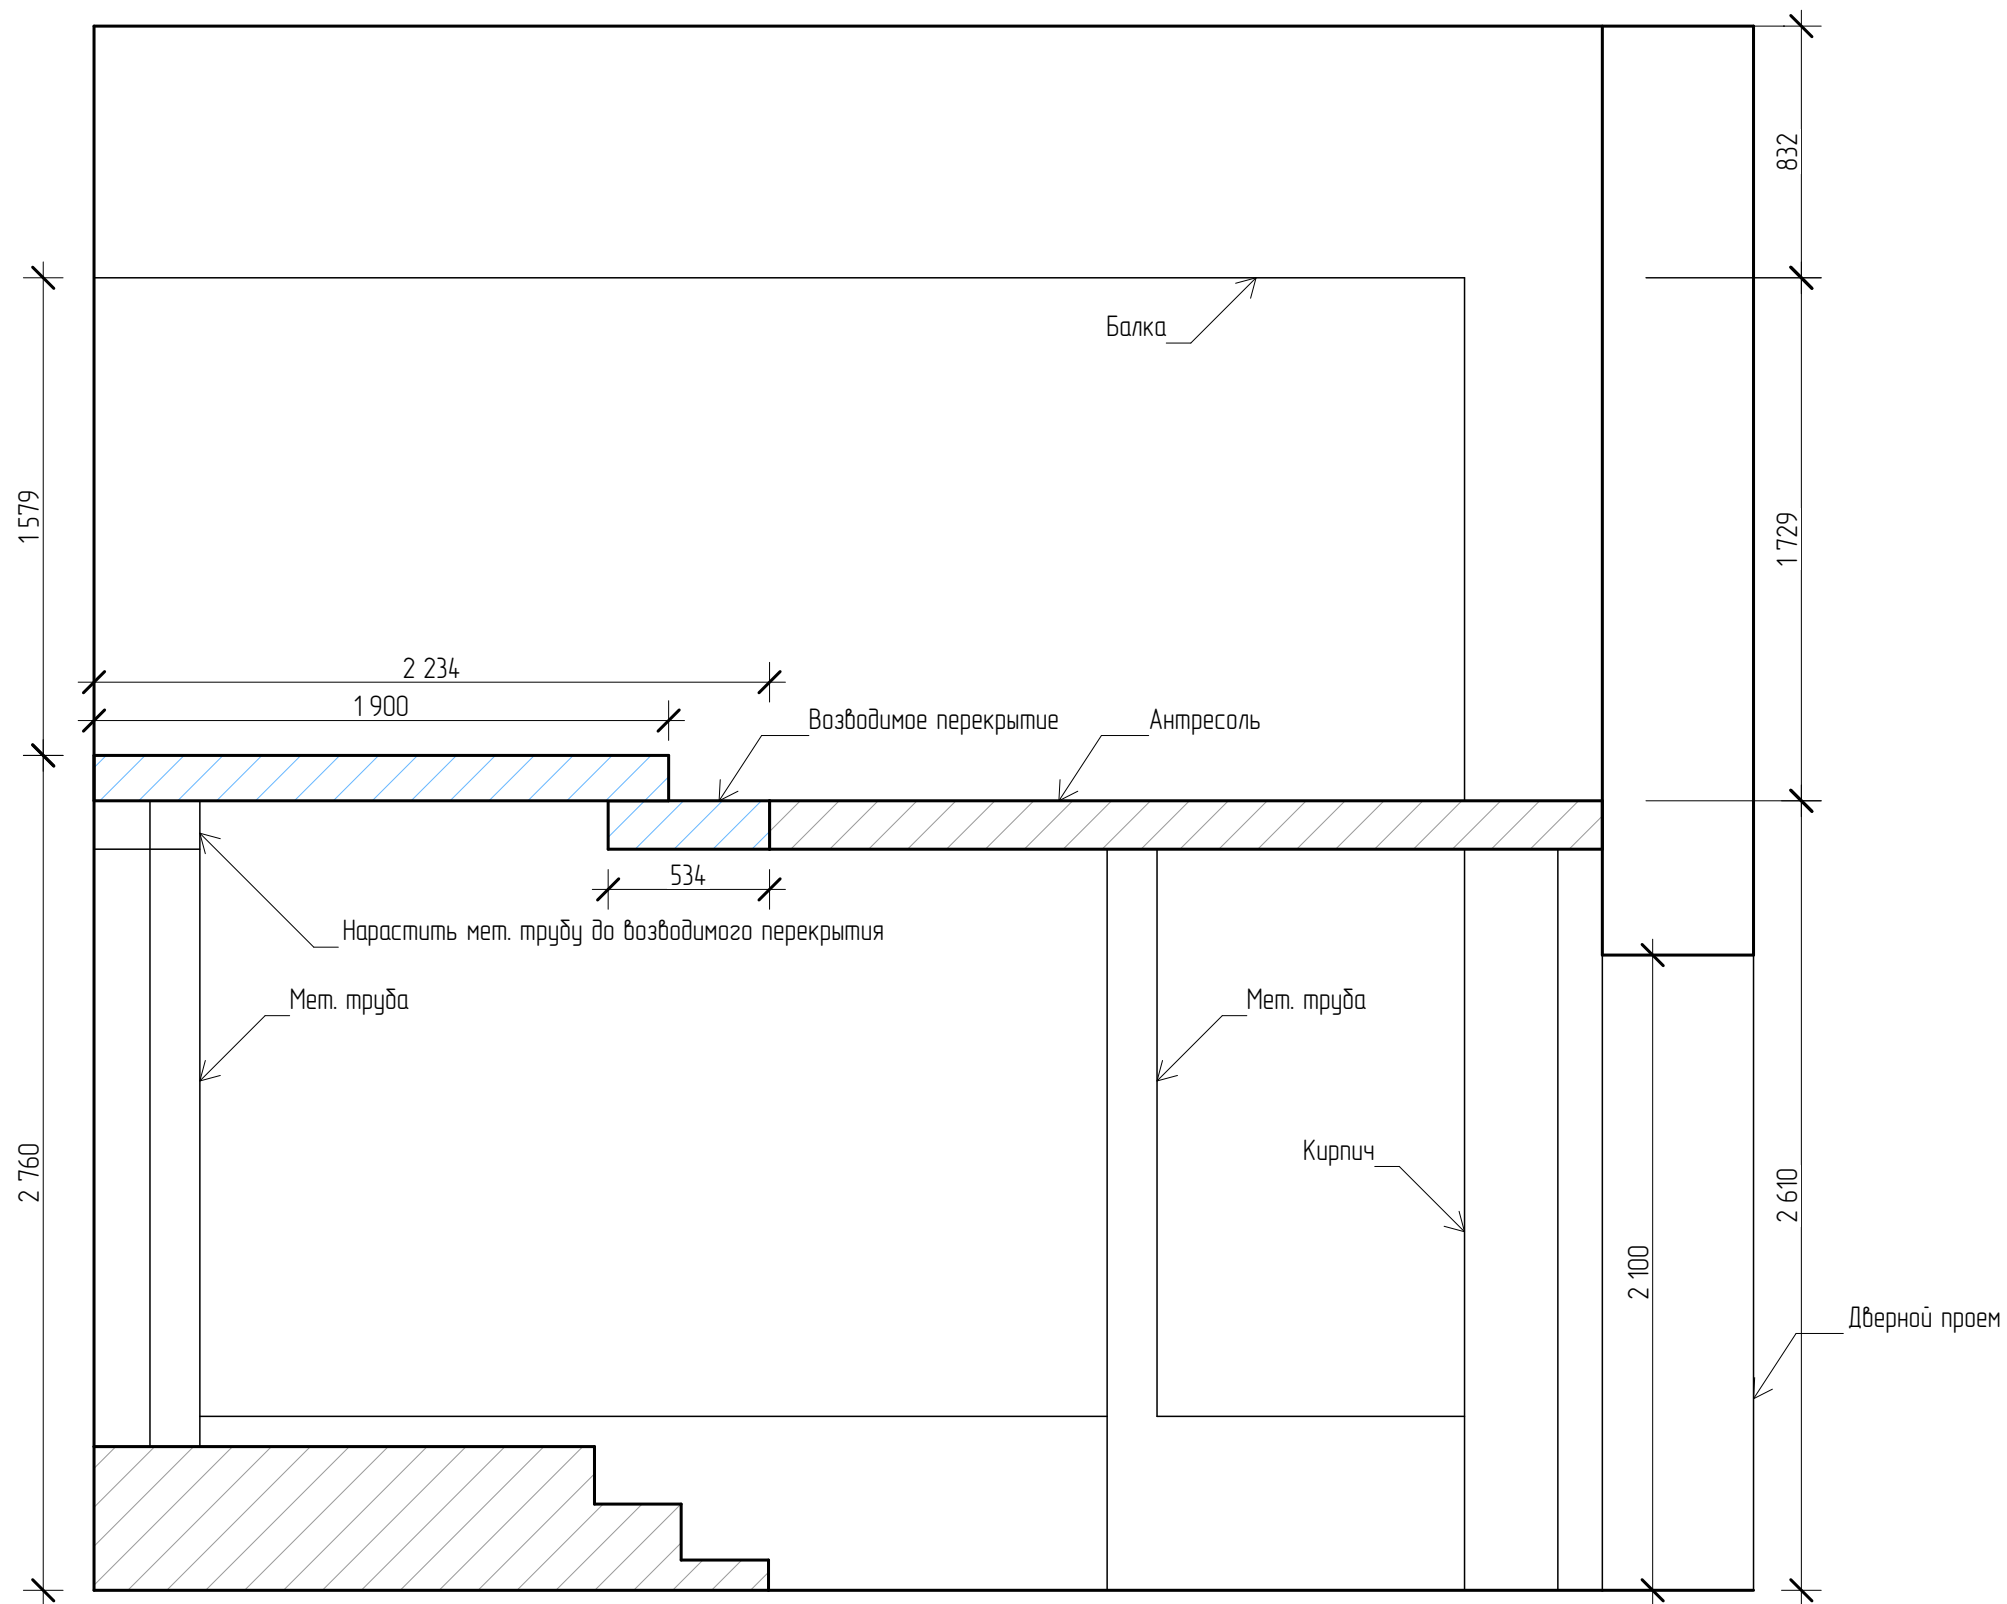 832
Балка
1 579
1 729
2 234
1 900
Возводимое перекрытие
Антресоль
534
Нарастить мет. трубу до возводимого перекрытия
Мет. труба
Мет. труба
Кирпич
2 760
2 610
2 100
Дверной проем